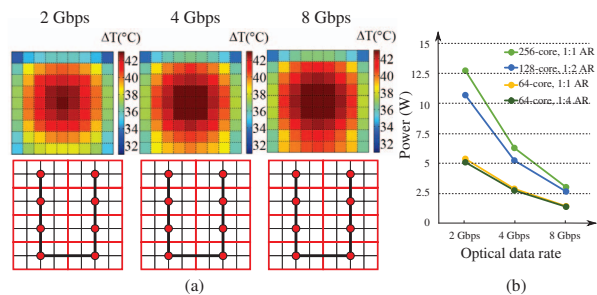 2 Gbps 4 Gbps 8 Gbps
ΔT(°C) ΔT(°C) ΔT(°C)
42 42 42
40 40 40
38 38 38
36 36 36
34 34 34
32 32 32
(a)
15
12.5
10
7.5
5
2.5
0
Power (W)
256-core, 1:1 AR
128-core, 1:2 AR
64-core, 1:1 AR
64-core, 1:4 AR
2 Gbps 4 Gbps 8 Gbps
Optical data rate
(b)